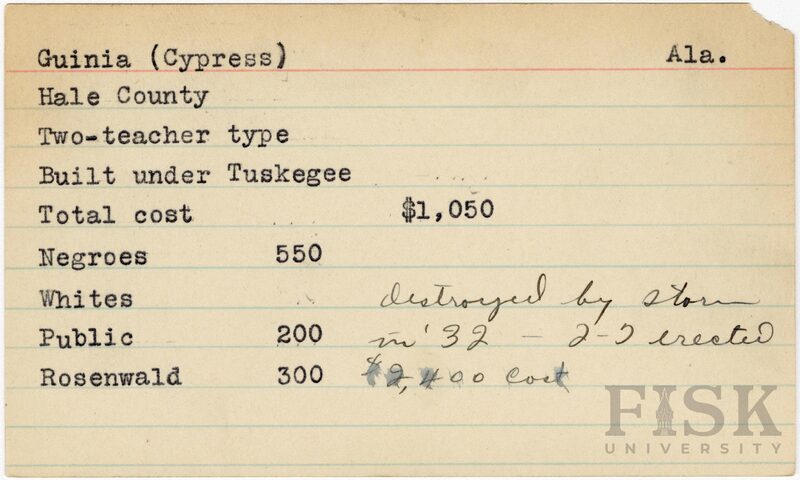 Guinia (Cypress) Ala.
Hale County
Two-teacher type
Built under Tuskegee
Total cost $1,050
Negroes 550
Whites destroyed by storm
Public 200 in '32 - 2-T erected
Rosenwald 300 $2,400 cost
FISK
UNIVERSITY